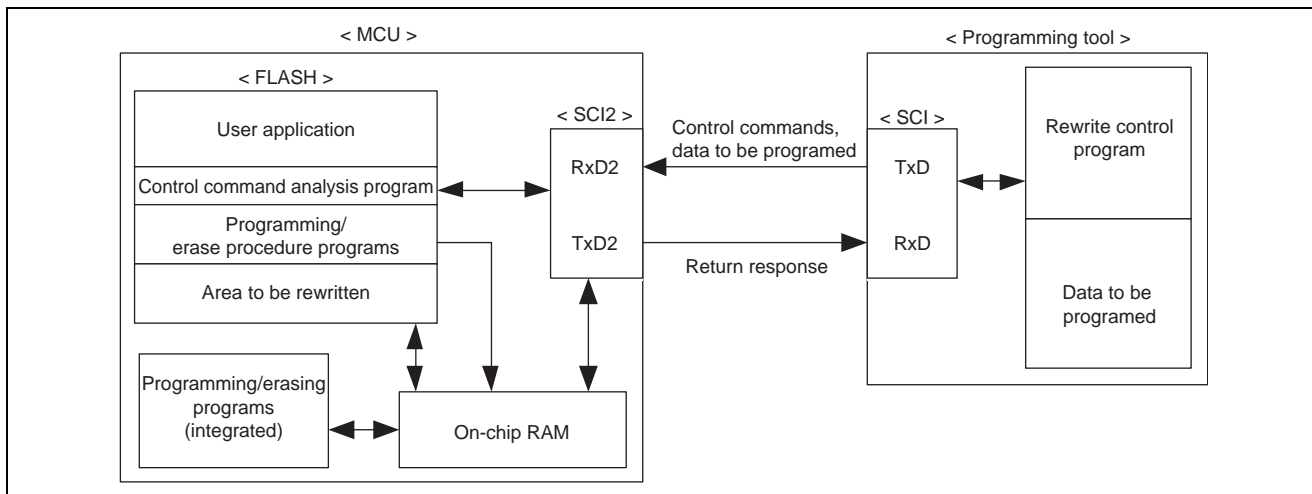 < MCU >
< FLASH >
User application
Control command analysis program
Programming/
erase procedure programs
Area to be rewritten
Programming/erasing
programs
(integrated)
On-chip RAM
< SCI2 >
RxD2
TxD2
Control commands,
data to be programed
Return response
< Programming tool >
< SCI >
TxD
RxD
Rewrite control
program
Data to be
programed